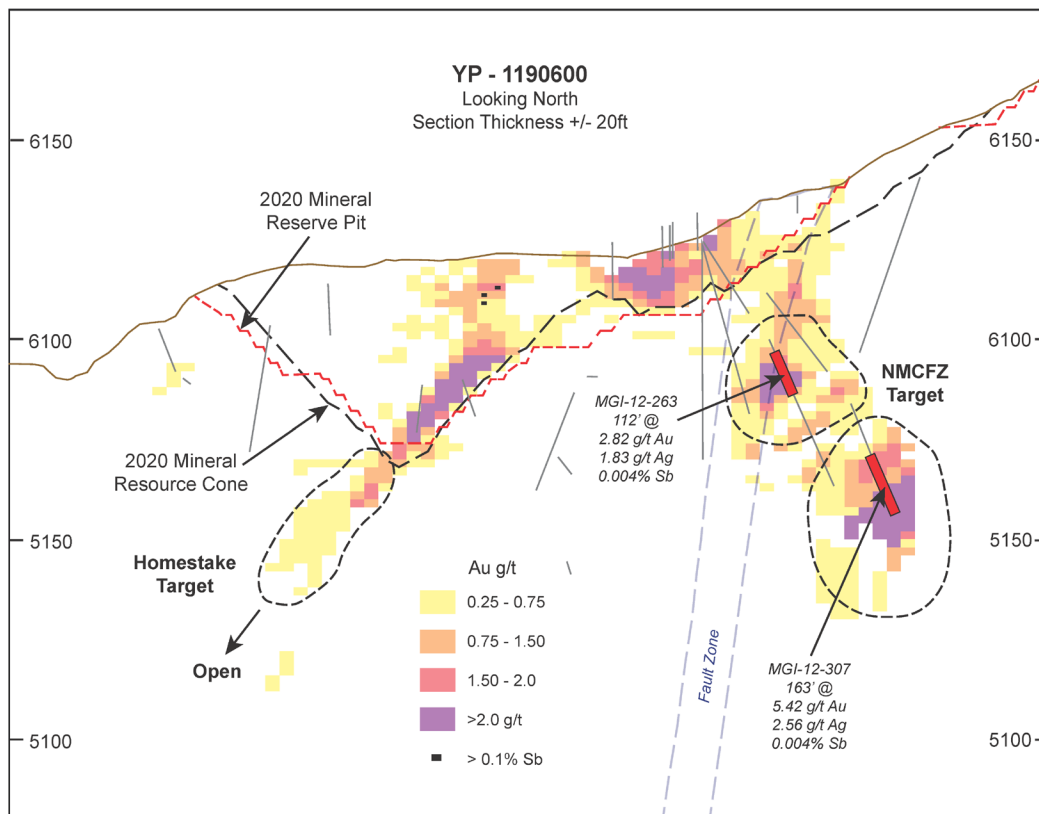 YP - 1190600
Looking North
Section Thickness +/- 20ft
6150
6150
2020 Mineral
Reserve Pit
6100
6100
NMCFZ
Target
MGI-12-263
112' @
2.82 g/t Au
1.83 g/t Ag
0.004% Sb
2020 Mineral
Resource Cone
5150
5150
Homestake
Target
Open
Au g/t
0.25 - 0.75
0.75 - 1.50
1.50 - 2.0
>2.0 g/t
> 0.1% Sb
Fault Zone
MGI-12-307
163' @
5.42 g/t Au
2.56 g/t Ag
0.004% Sb
5100
5100